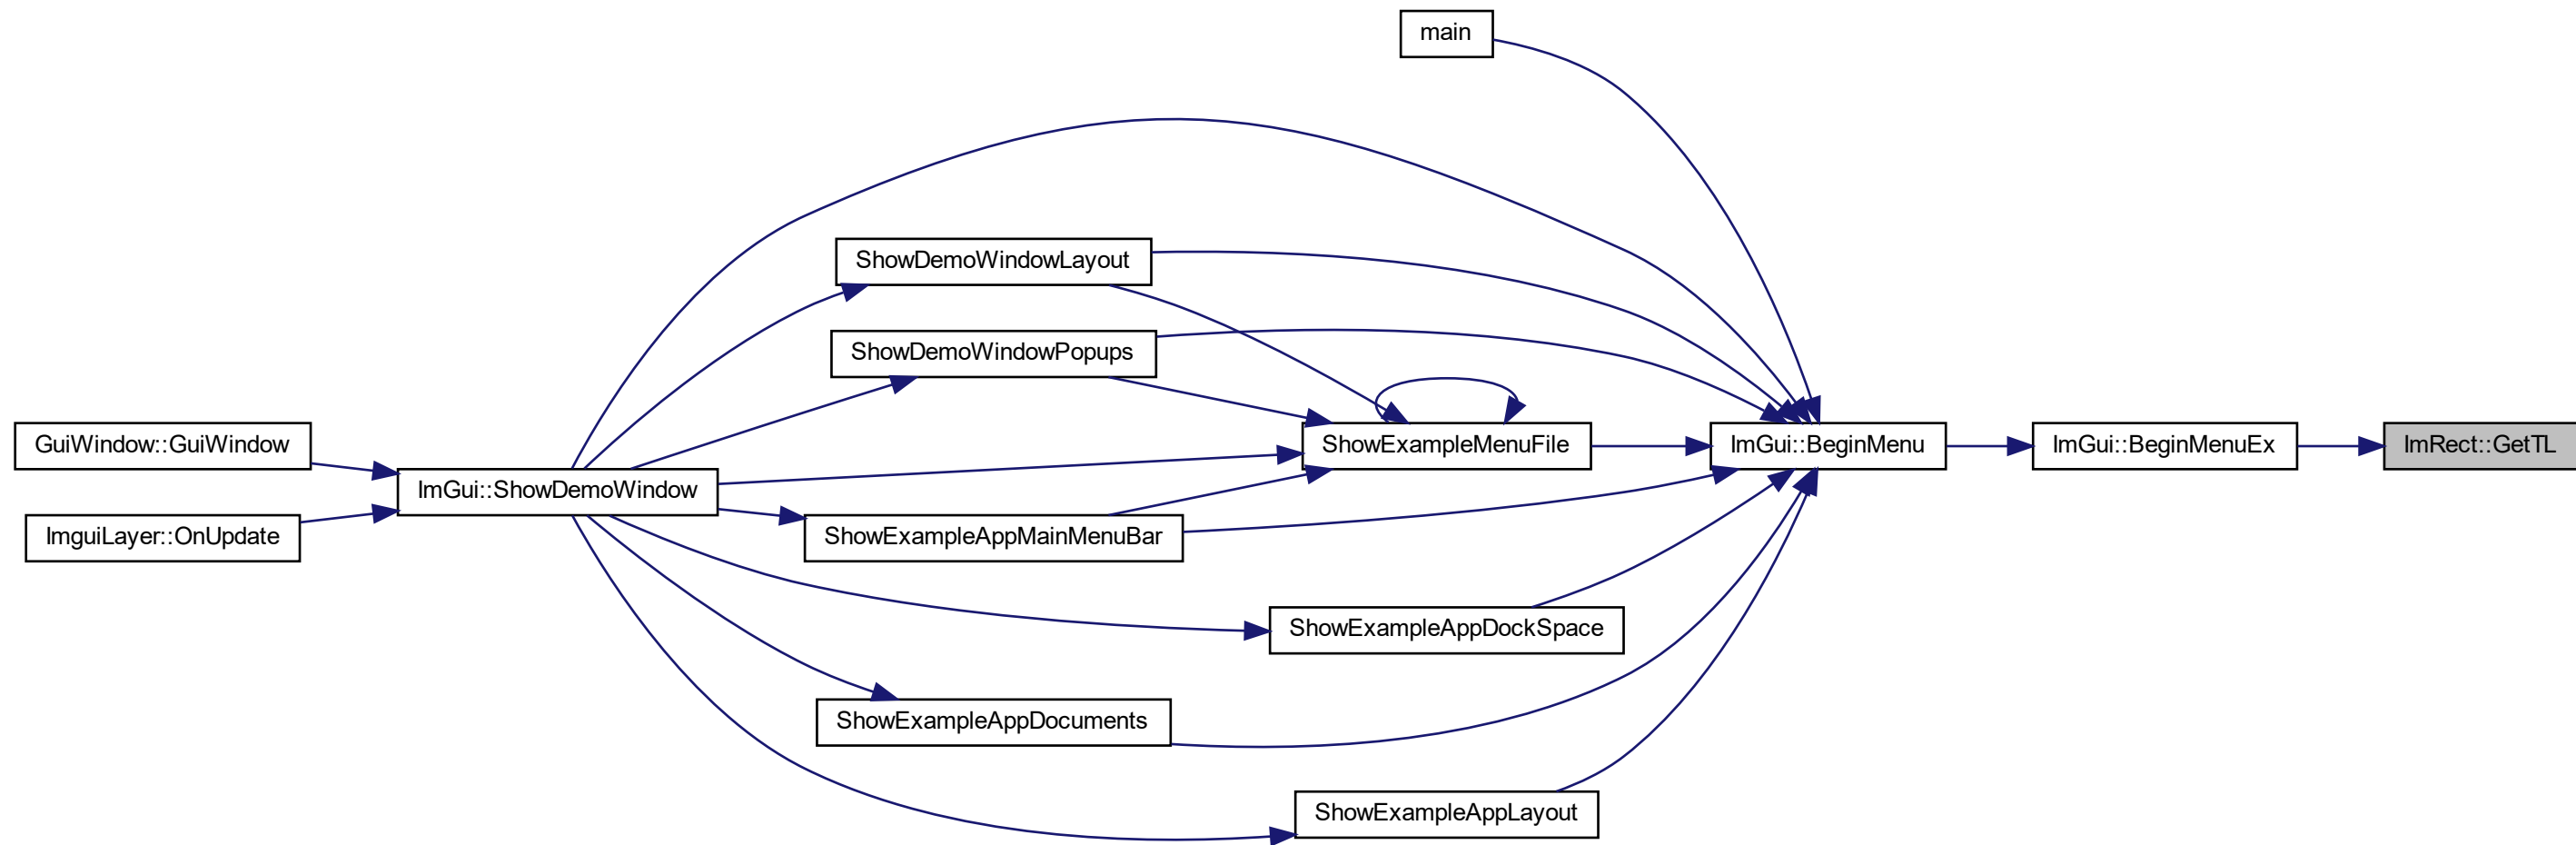 main
ShowDemoWindowLayout
ShowDemoWindowPopups
GuiWindow::GuiWindow
ShowExampleMenuFile
ImGui::BeginMenu
ImGui::BeginMenuEx
ImRect::GetTL
ImGui::ShowDemoWindow
ImguiLayer::OnUpdate
ShowExampleAppMainMenuBar
ShowExampleAppDockSpace
ShowExampleAppDocuments
ShowExampleAppLayout